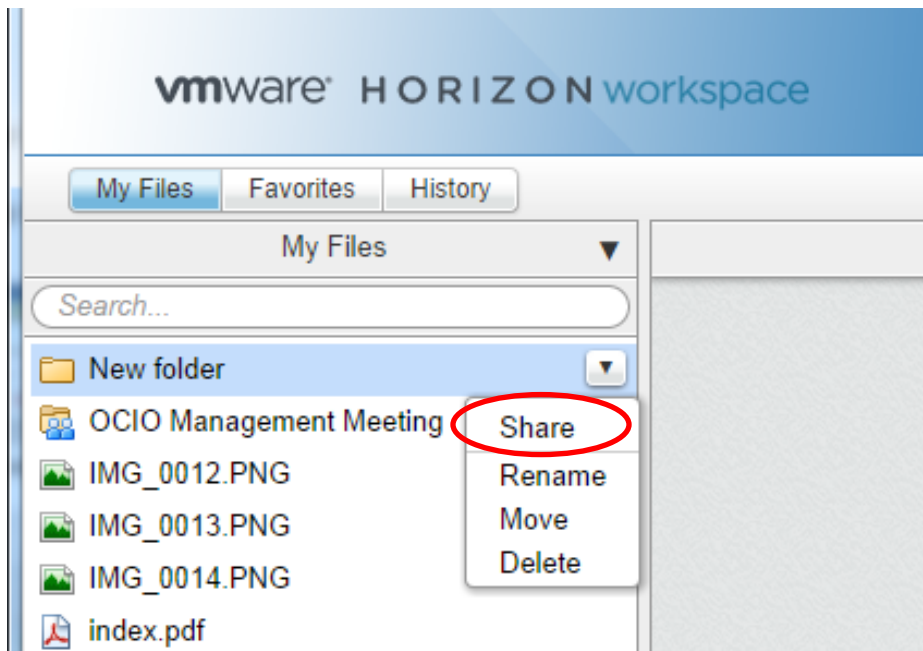 vmware® HORIZON workspace
My Files Favorites History
My Files ▼
Search...
New folder ▼
OCIO Management Meeting
IMG_0012.PNG
IMG_0013.PNG
IMG_0014.PNG
index.pdf
Share
Rename
Move
Delete